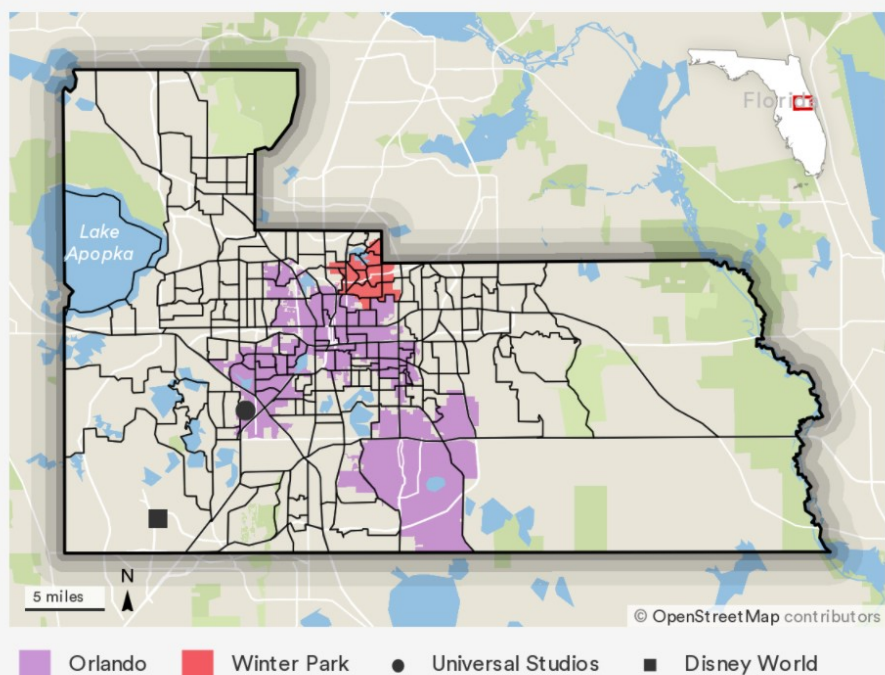 Florida
Lake
Apopka
N
5 miles
© OpenStreetMap contributors
Orlando
Winter Park
Universal Studios
Disney World